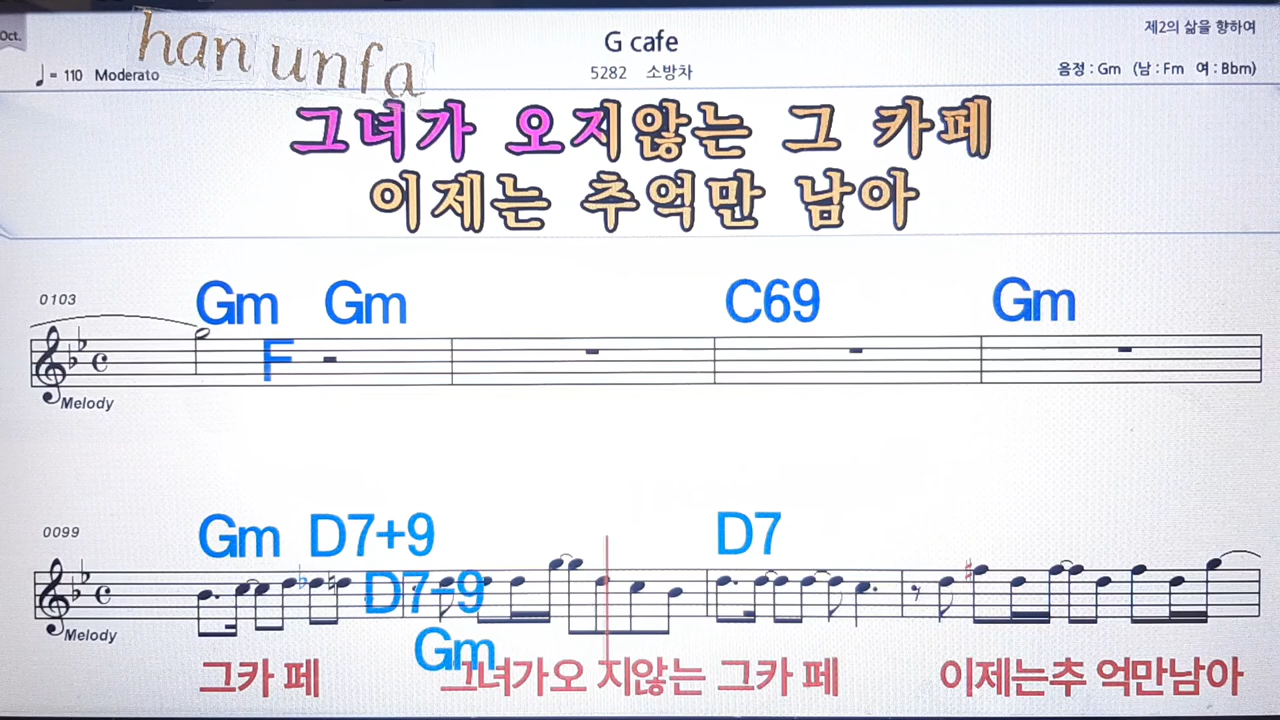 Oct.
han unfa
G cafe
제2의 삶을 향하여
♩= 110 Moderato
5282 소방차
음정 : Gm (남 : Fm 여 : Bbm)
그녀가 오지않는 그 카페
이제는 추억만 남아
0103
Gm Gm C69 Gm
F
Melody
0099
Gm D7+9 D7
D7-9
Melody
Gm
그카 페 그녀가오 지않는 그카 페 이제는추 억만남아